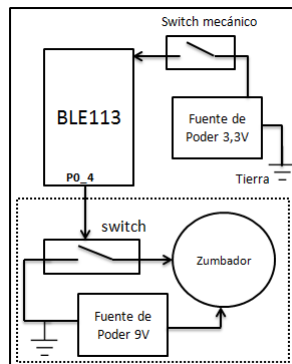 Switch mecánico
BLE113
Fuente de
Poder 3,3V
P0_4
Tierra
switch
Zumbador
Fuente de
Poder 9V